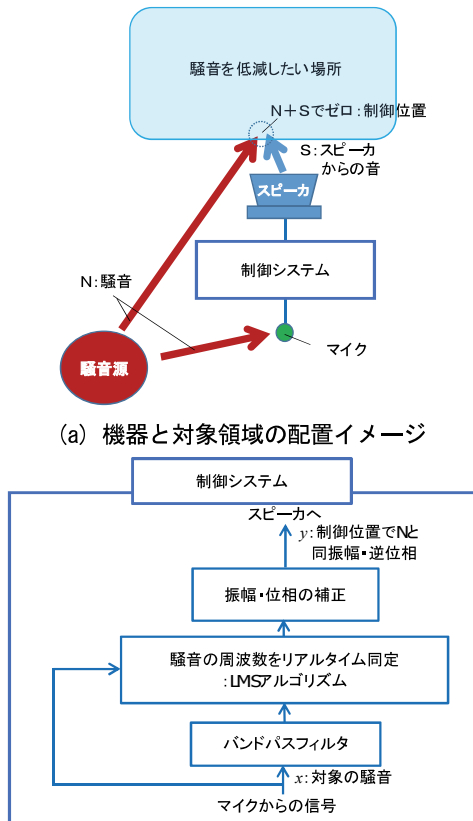 騒音を低減したい場所
N+Sでゼロ:制御位置
S:スピーカ
からの音
スピーカ
制御システム
N:騒音
騒音源
マイク
(a) 機器と対象領域の配置イメージ
制御システム
スピーカへ
y:制御位置でNと
同振幅・逆位相
振幅・位相の補正
騒音の周波数をリアルタイム同定
:LMSアルゴリズム
バンドパスフィルタ
x:対象の騒音
マイクからの信号